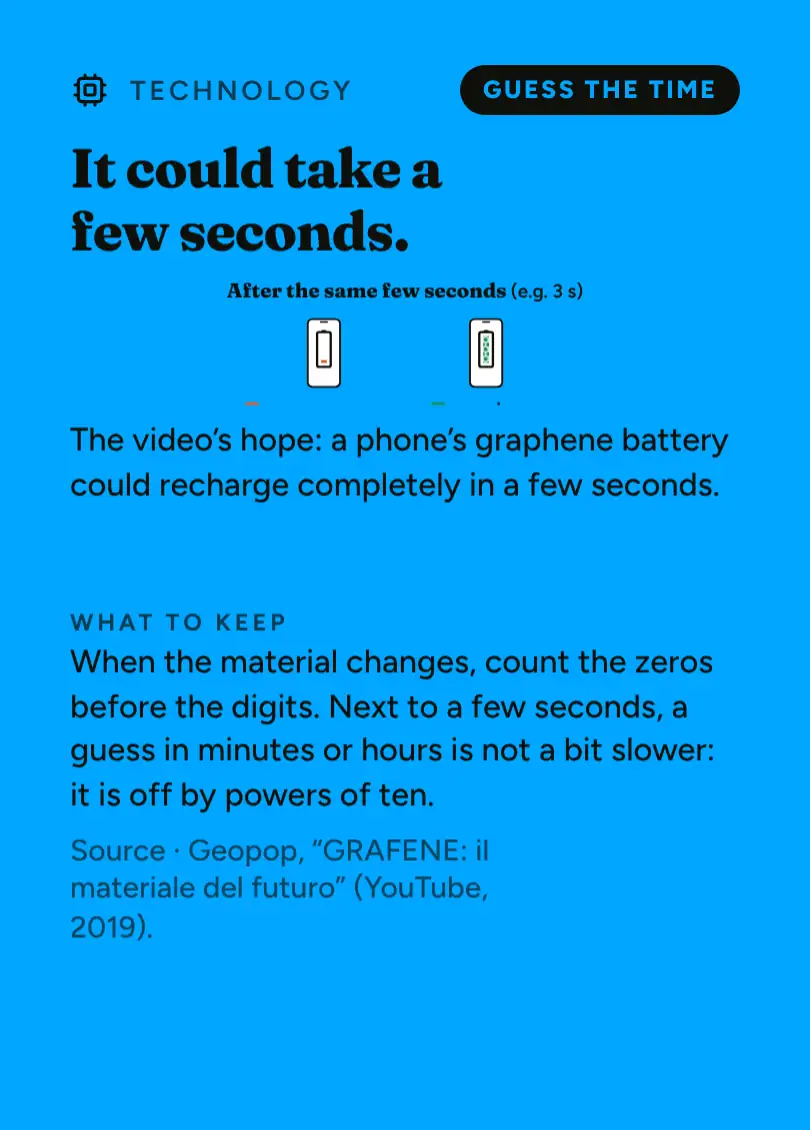 TECHNOLOGY
GUESS THE TIME
It could take a
few seconds.
After the same few seconds (e.g. 3 s)
The video’s hope: a phone’s graphene battery
could recharge completely in a few seconds.
WHAT TO KEEP
When the material changes, count the zeros
before the digits. Next to a few seconds, a
guess in minutes or hours is not a bit slower:
it is off by powers of ten.
Source · Geopop, “GRAFENE: il
materiale del futuro” (YouTube,
2019).